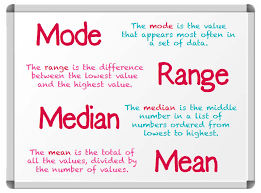 Mode
The mode is the value
that appears most often in
a set of data.
The range is the difference
between the lowest value
and the highest value.
Range
Median
The median is the middle
number in a list of
numbers ordered from
lowest to highest.
The mean is the total of
all the values, divided by
the number of values.
Mean